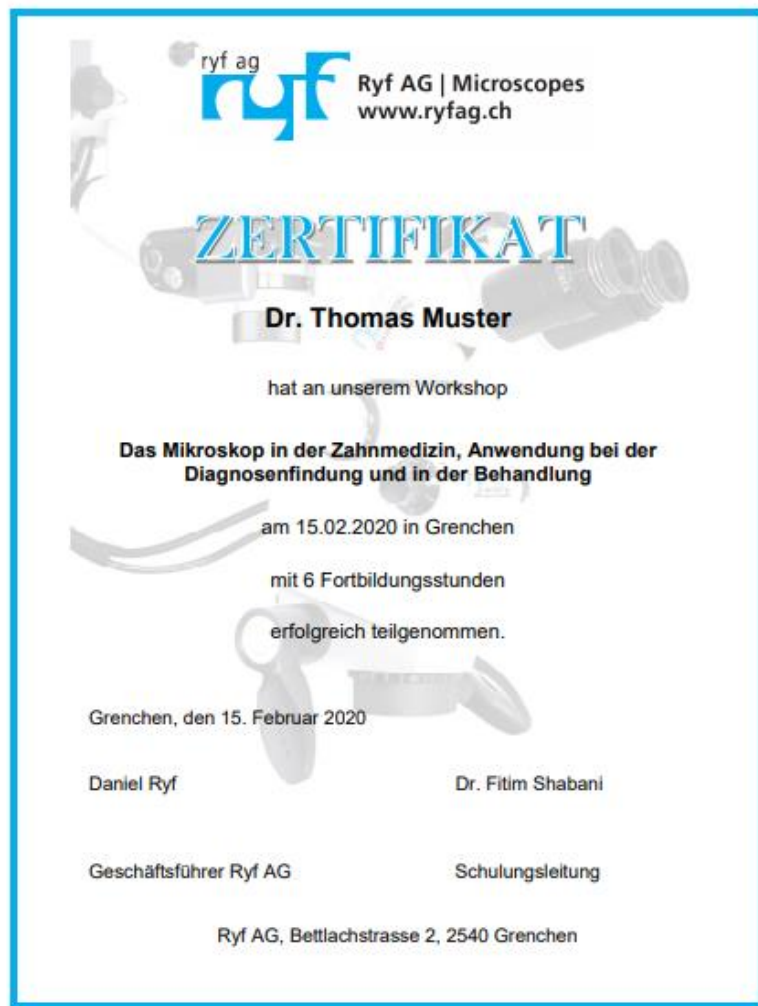 ryf ag
ryf
Ryf AG | Microscopes
www.ryfag.ch
ZERTIFIKAT
Dr. Thomas Muster
hat an unserem Workshop
Das Mikroskop in der Zahnmedizin, Anwendung bei der
Diagnosenfindung und in der Behandlung
am 15.02.2020 in Grenchen
mit 6 Fortbildungsstunden
erfolgreich teilgenommen.
Grenchen, den 15. Februar 2020
Daniel Ryf
Dr. Fitim Shabani
Geschäftsführer Ryf AG
Schulungsleitung
Ryf AG, Bettlachstrasse 2, 2540 Grenchen